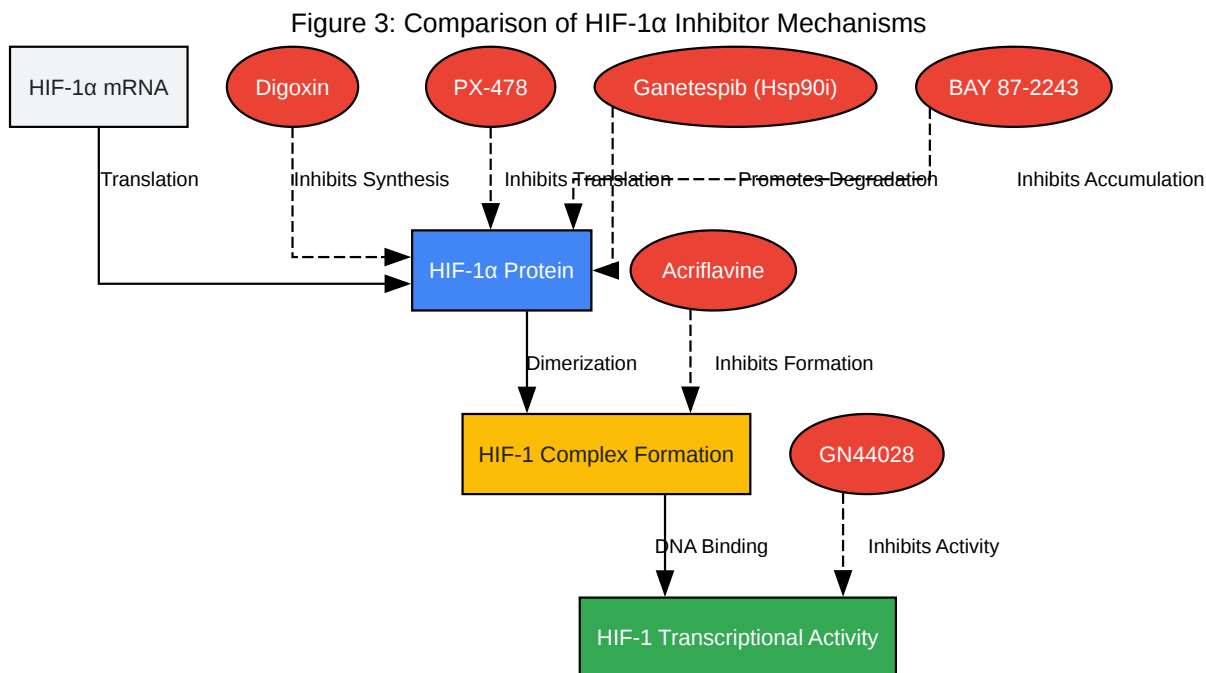 Figure 3: Comparison of HIF-1α Inhibitor Mechanisms
HIF-1α mRNA
Digoxin
PX-478
Ganetespib (Hsp90i)
BAY 87-2243
Translation
Inhibits Synthesis
Inhibits Translation
Promotes Degradation
Inhibits Accumulation
HIF-1α Protein
Acriflavine
Dimerization
Inhibits Formation
HIF-1 Complex Formation
GN44028
DNA Binding
Inhibits Activity
HIF-1 Transcriptional Activity